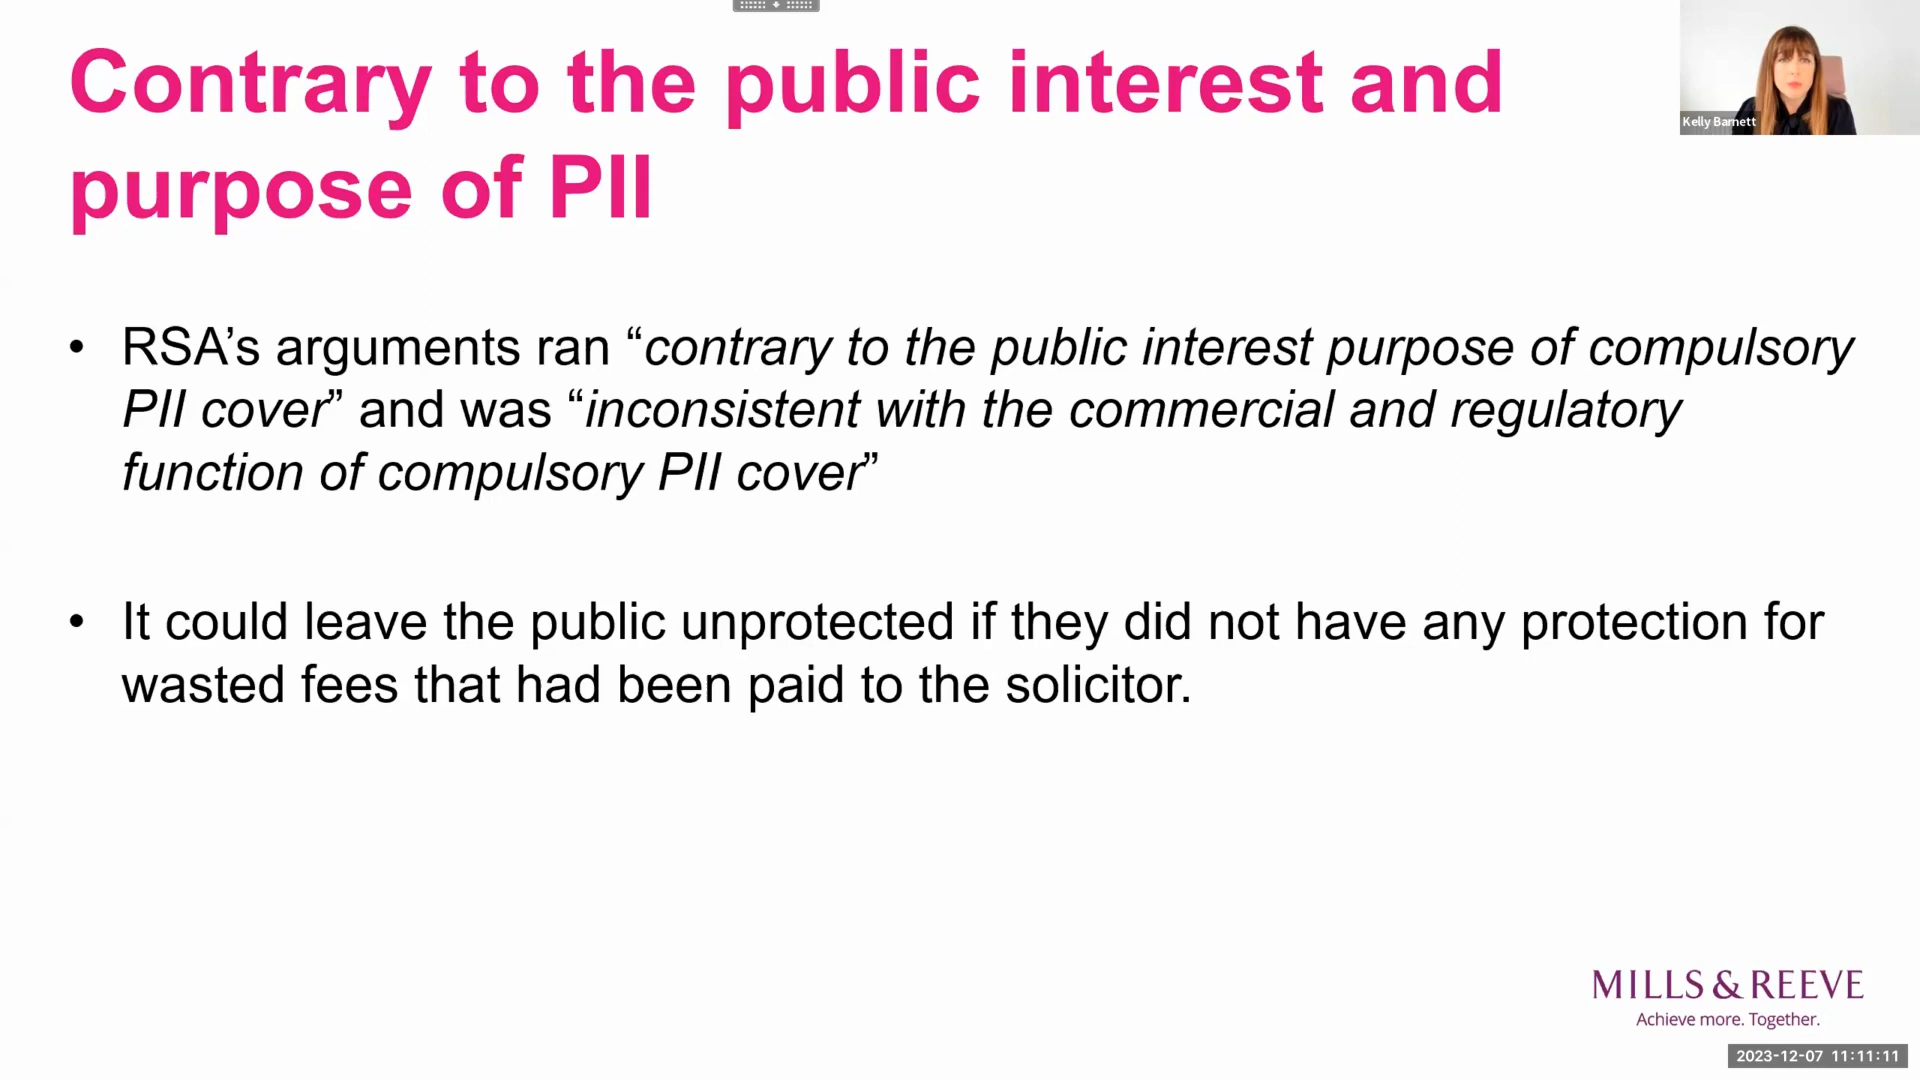 Contrary to the public interest and
purpose of PII
Kelly Barnett
• RSA’s arguments ran “contrary to the public interest purpose of compulsory
PII cover” and was “inconsistent with the commercial and regulatory
function of compulsory PII cover”
• It could leave the public unprotected if they did not have any protection for
wasted fees that had been paid to the solicitor.
MILLS & REEVE
Achieve more. Together.
2023-12-07 11:11:11